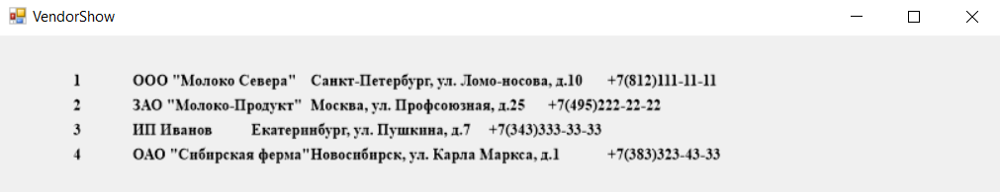 VendorShow
1 ООО "Молоко Севера" Санкт-Петербург, ул. Ломо-носова, д.10 +7(812)111-11-11
2 ЗАО "Молоко-Продукт" Москва, ул. Профсоюзная, д.25 +7(495)222-22-22
3 ИП Иванов Екатеринбург, ул. Пушкина, д.7 +7(343)333-33-33
4 ОАО "Сибирская ферма"Новосибирск, ул. Карла Маркса, д.1 +7(383)323-43-33